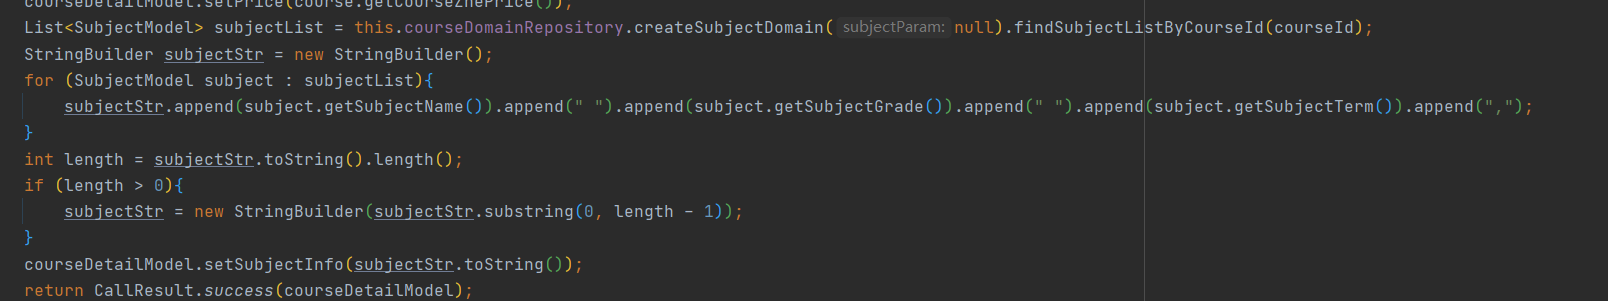 courseDetailModel.setPrice(course.getCourseZhePrice());
List<SubjectModel> subjectList = this.courseDomainRepository.createSubjectDomain( subjectParam: null).findSubjectListByCourseId(courseId);
StringBuilder subjectStr = new StringBuilder();
for (SubjectModel subject : subjectList){
    subjectStr.append(subject.getSubjectName()).append(" ").append(subject.getSubjectGrade()).append(" ").append(subject.getSubjectTerm()).append(",");
}
int length = subjectStr.toString().length();
if (length > 0){
    subjectStr = new StringBuilder(subjectStr.substring(0, length - 1));
}
courseDetailModel.setSubjectInfo(subjectStr.toString());
return CallResult.success(courseDetailModel);